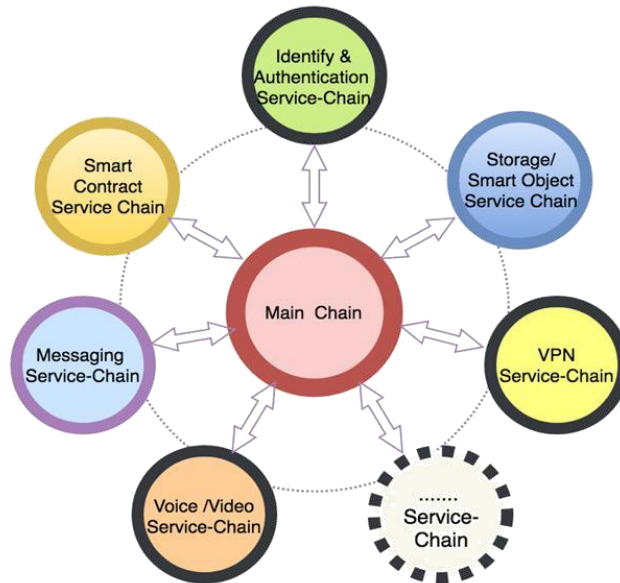 Identify &
Authentication
Service-Chain
Smart
Contract
Service Chain
Storage/
Smart Object
Service Chain
Main Chain
Messaging
Service-Chain
VPN
Service-Chain
Voice /Video
Service-Chain
.......
Service-
Chain